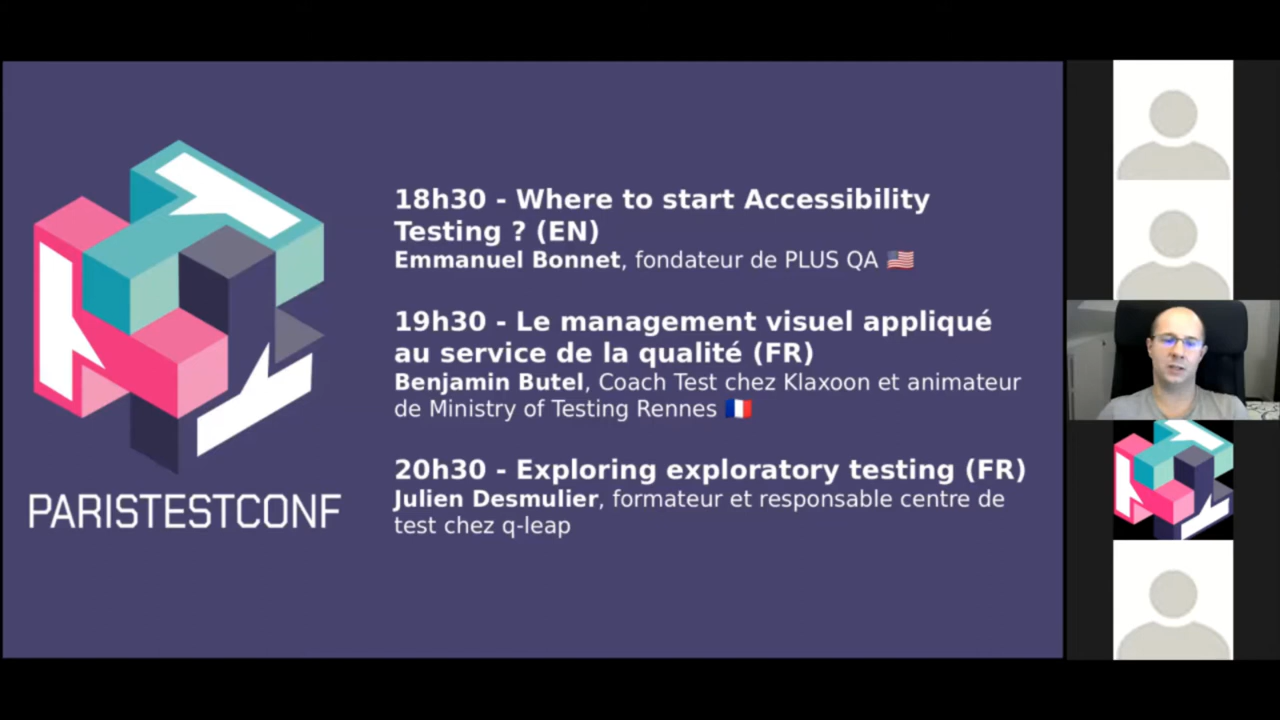 18h30 - Where to start Accessibility
Testing ? (EN)
Emmanuel Bonnet, fondateur de PLUS QA 🇺🇸
19h30 - Le management visuel appliqué
au service de la qualité (FR)
Benjamin Butel, Coach Test chez Klaxoon et animateur
de Ministry of Testing Rennes 🇫🇷
20h30 - Exploring exploratory testing (FR)
Julien Desmulier, formateur et responsable centre de
test chez q-leap
PARISTESTCONF